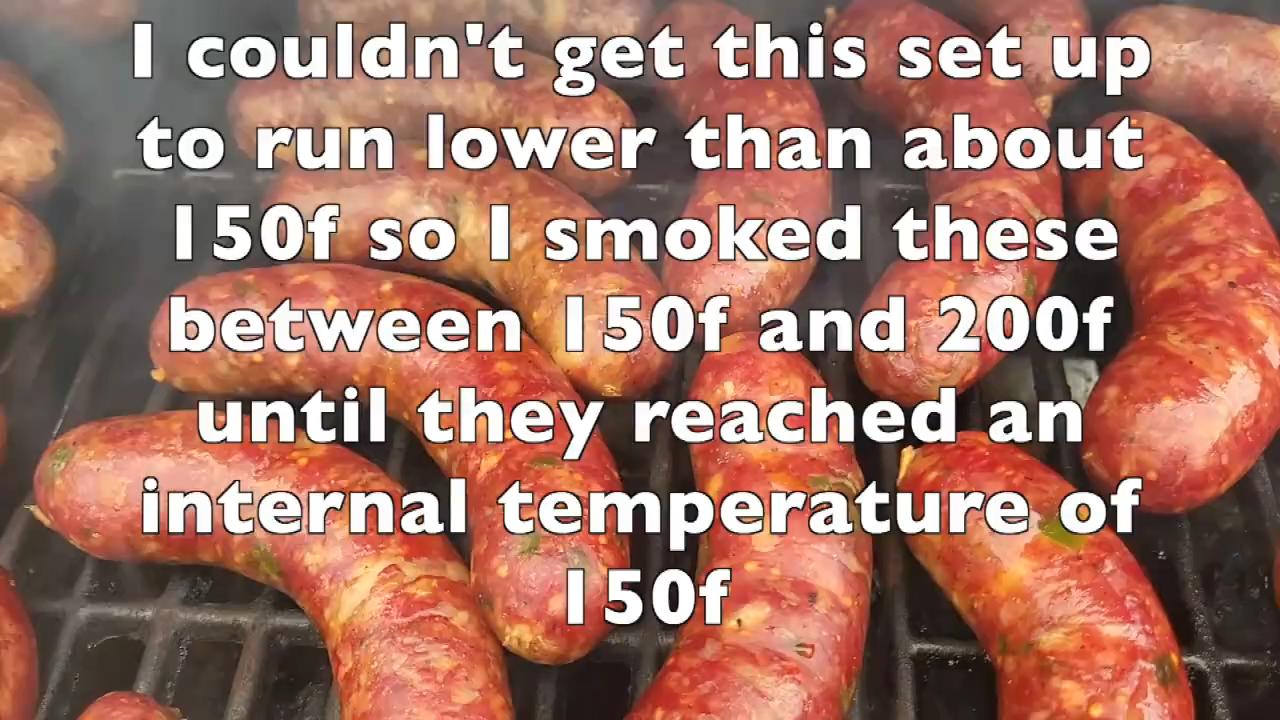 I couldn't get this set up
to run lower than about
150f so I smoked these
between 150f and 200f
until they reached an
internal temperature of
150f